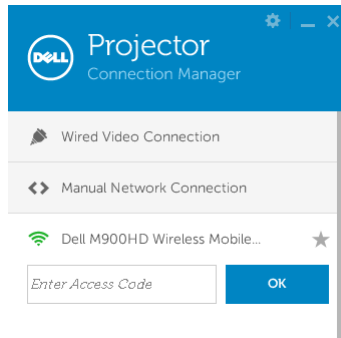 DELL
Projector
Connection Manager
Wired Video Connection
Manual Network Connection
Dell M900HD Wireless Mobile...
Enter Access Code
OK